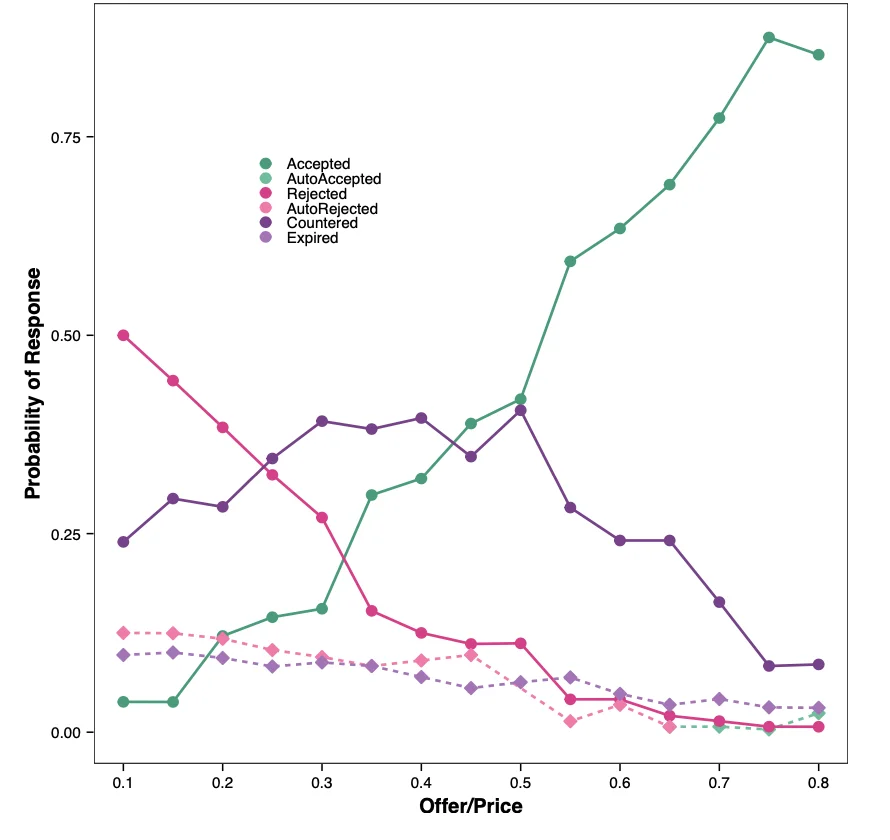 0.75
0.50
0.25
0.00
Probability of Response
Accepted
AutoAccepted
Rejected
AutoRejected
Countered
Expired
0.1 0.2 0.3 0.4 0.5 0.6 0.7 0.8
Offer/Price